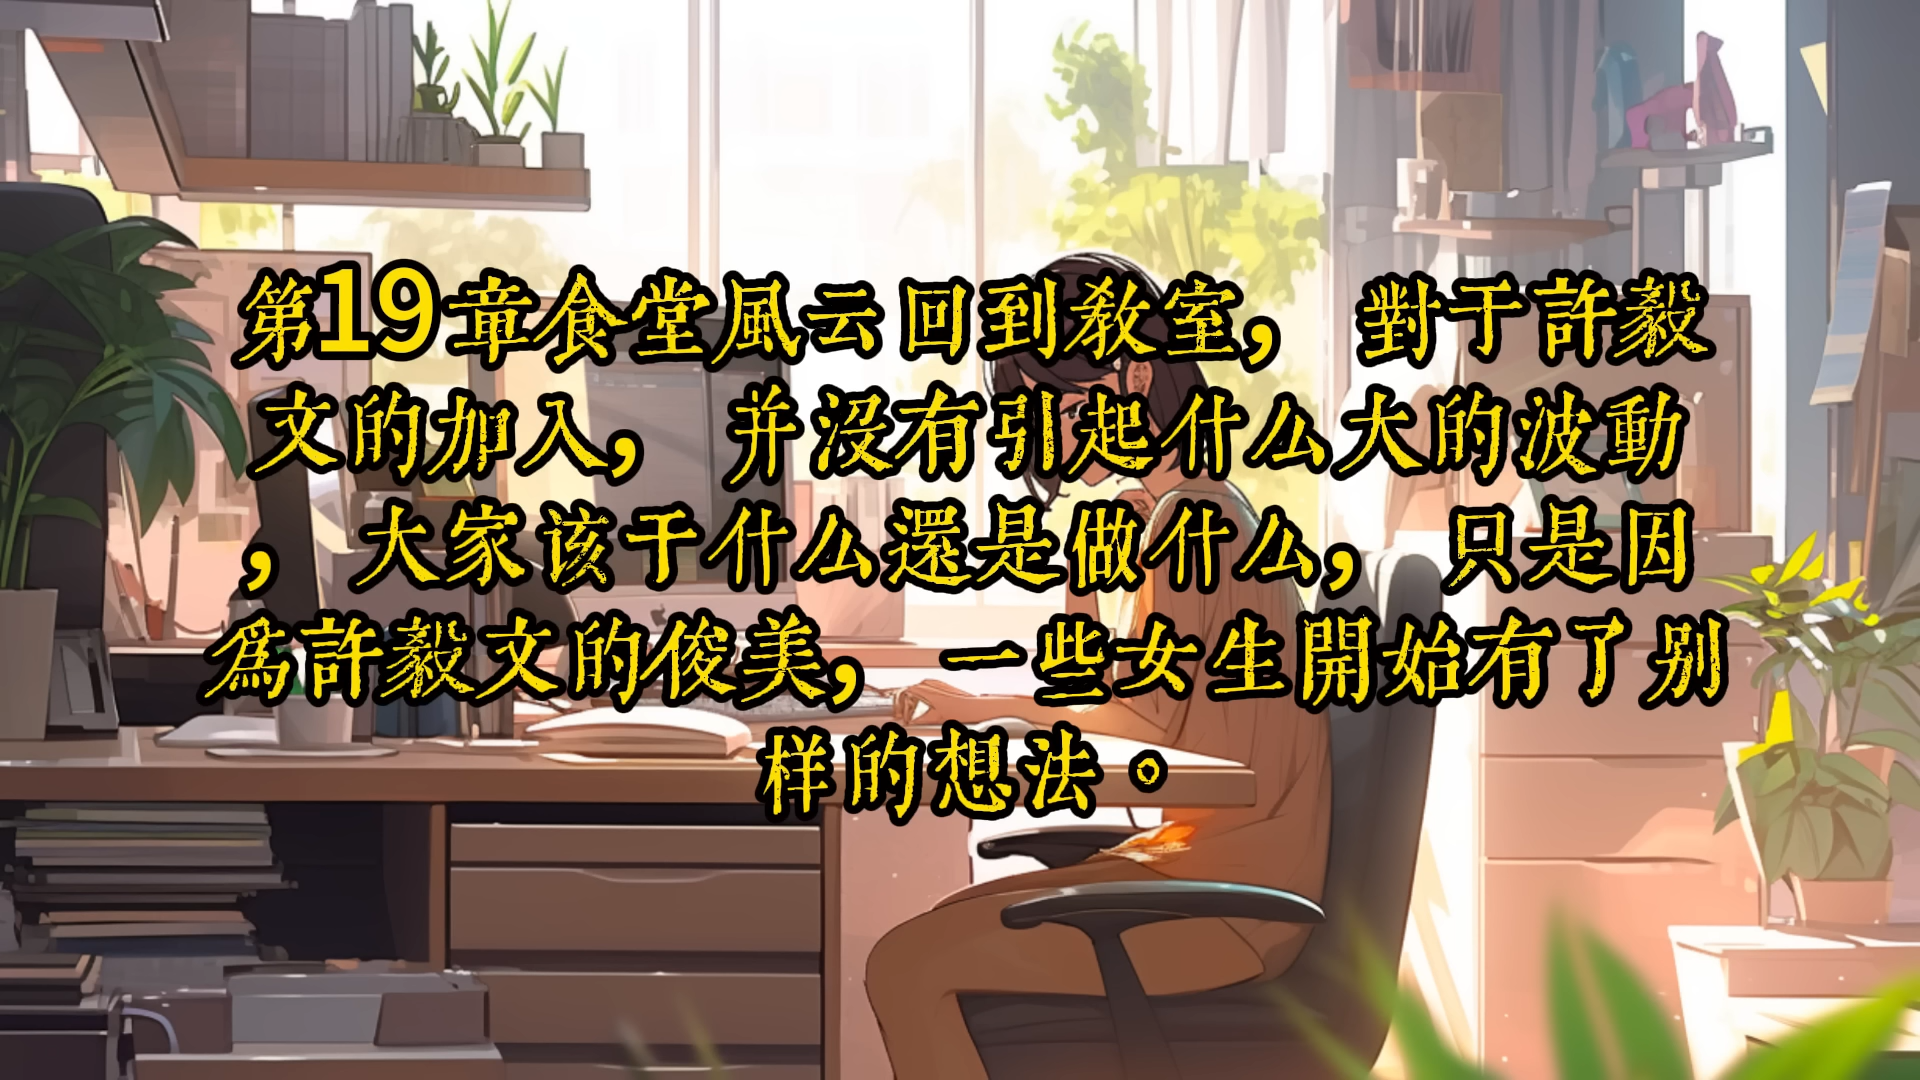 第19章食堂風云回到教室， 對于許毅
文的加入， 并沒有引起什么大的波動
， 大家该于什么還是做什么， 只是因
爲許毅文的俊美， 一些女生開始有了别
样的想法。